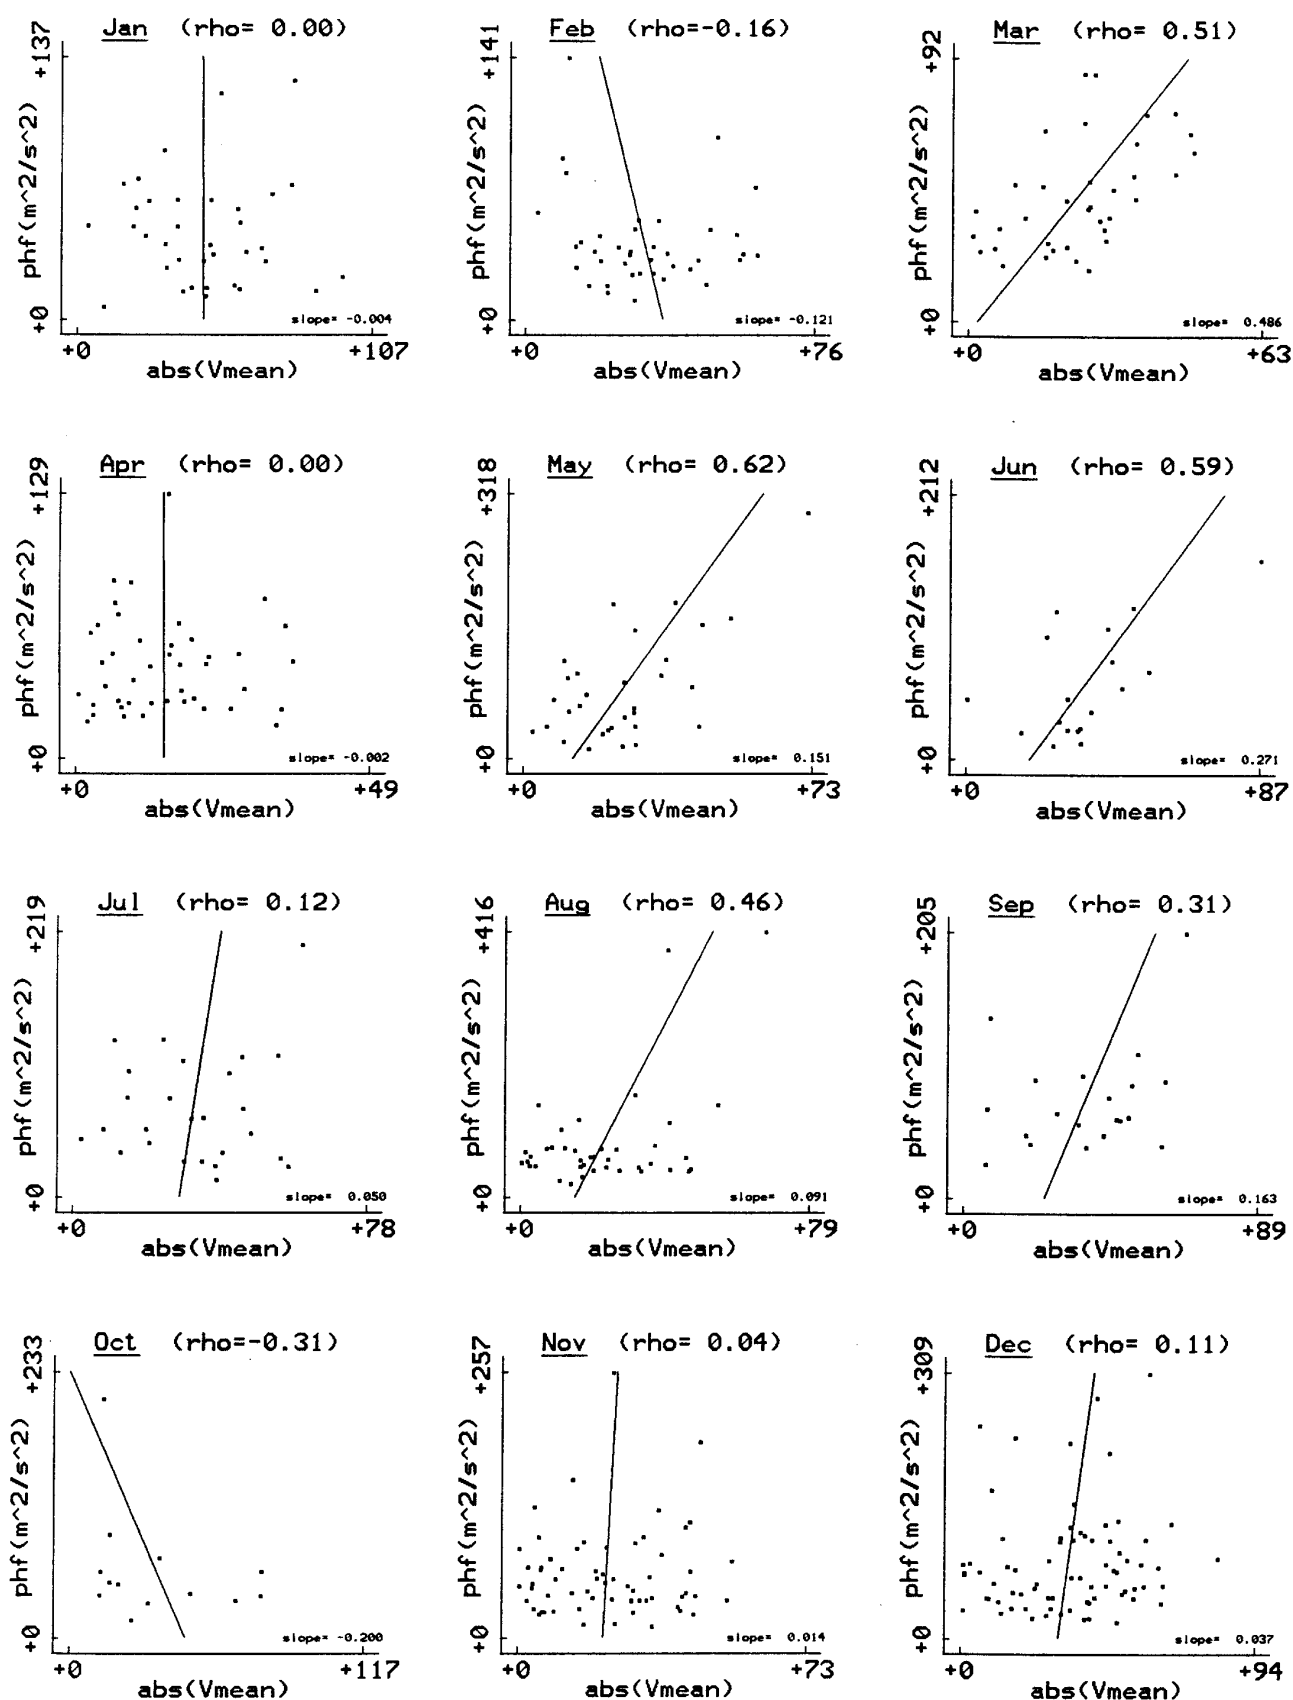 Jan (rho= 0.00)
+137
phf(m^2/s^2)
+0
slope= -0.004
+0 +107
abs(Vmean)
Feb (rho=-0.16)
+141
phf(m^2/s^2)
+0
slope= -0.121
+0 +76
abs(Vmean)
Mar (rho= 0.51)
+92
phf(m^2/s^2)
+0
slope= 0.486
+0 +63
abs(Vmean)
Apr (rho= 0.00)
+129
phf(m^2/s^2)
+0
slope= -0.002
+0 +49
abs(Vmean)
May (rho= 0.62)
+318
phf(m^2/s^2)
+0
slope= 0.151
+0 +73
abs(Vmean)
Jun (rho= 0.59)
+212
phf(m^2/s^2)
+0
slope= 0.271
+0 +87
abs(Vmean)
Jul (rho= 0.12)
+219
phf(m^2/s^2)
+0
slope= 0.050
+0 +78
abs(Vmean)
Aug (rho= 0.46)
+416
phf(m^2/s^2)
+0
slope= 0.091
+0 +79
abs(Vmean)
Sep (rho= 0.31)
+205
phf(m^2/s^2)
+0
slope= 0.163
+0 +89
abs(Vmean)
Oct (rho=-0.31)
+233
phf(m^2/s^2)
+0
slope= -0.200
+0 +117
abs(Vmean)
Nov (rho= 0.04)
+257
phf(m^2/s^2)
+0
slope= 0.014
+0 +73
abs(Vmean)
Dec (rho= 0.11)
+309
phf(m^2/s^2)
+0
slope= 0.037
+0 +94
abs(Vmean)